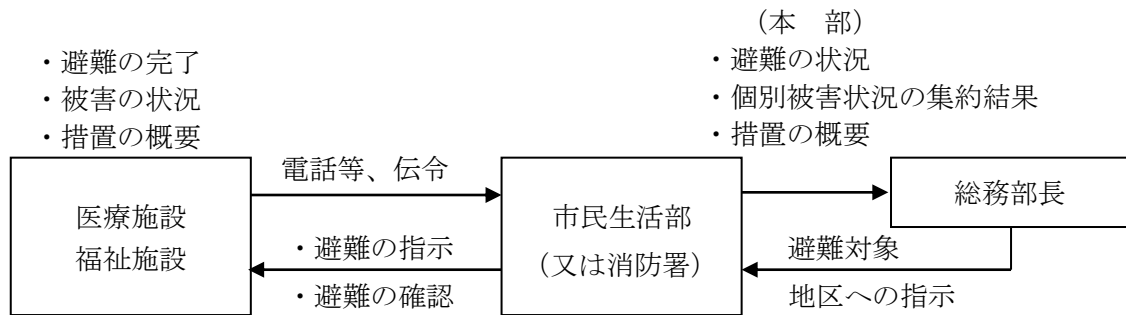 （本　部）
・避難の完了
・被害の状況
・措置の概要
・避難の状況
・個別被害状況の集約結果
・措置の概要
医療施設
福祉施設
電話等、伝令
・避難の指示
・避難の確認
市民生活部
（又は消防署）
総務部長
避難対象
地区への指示